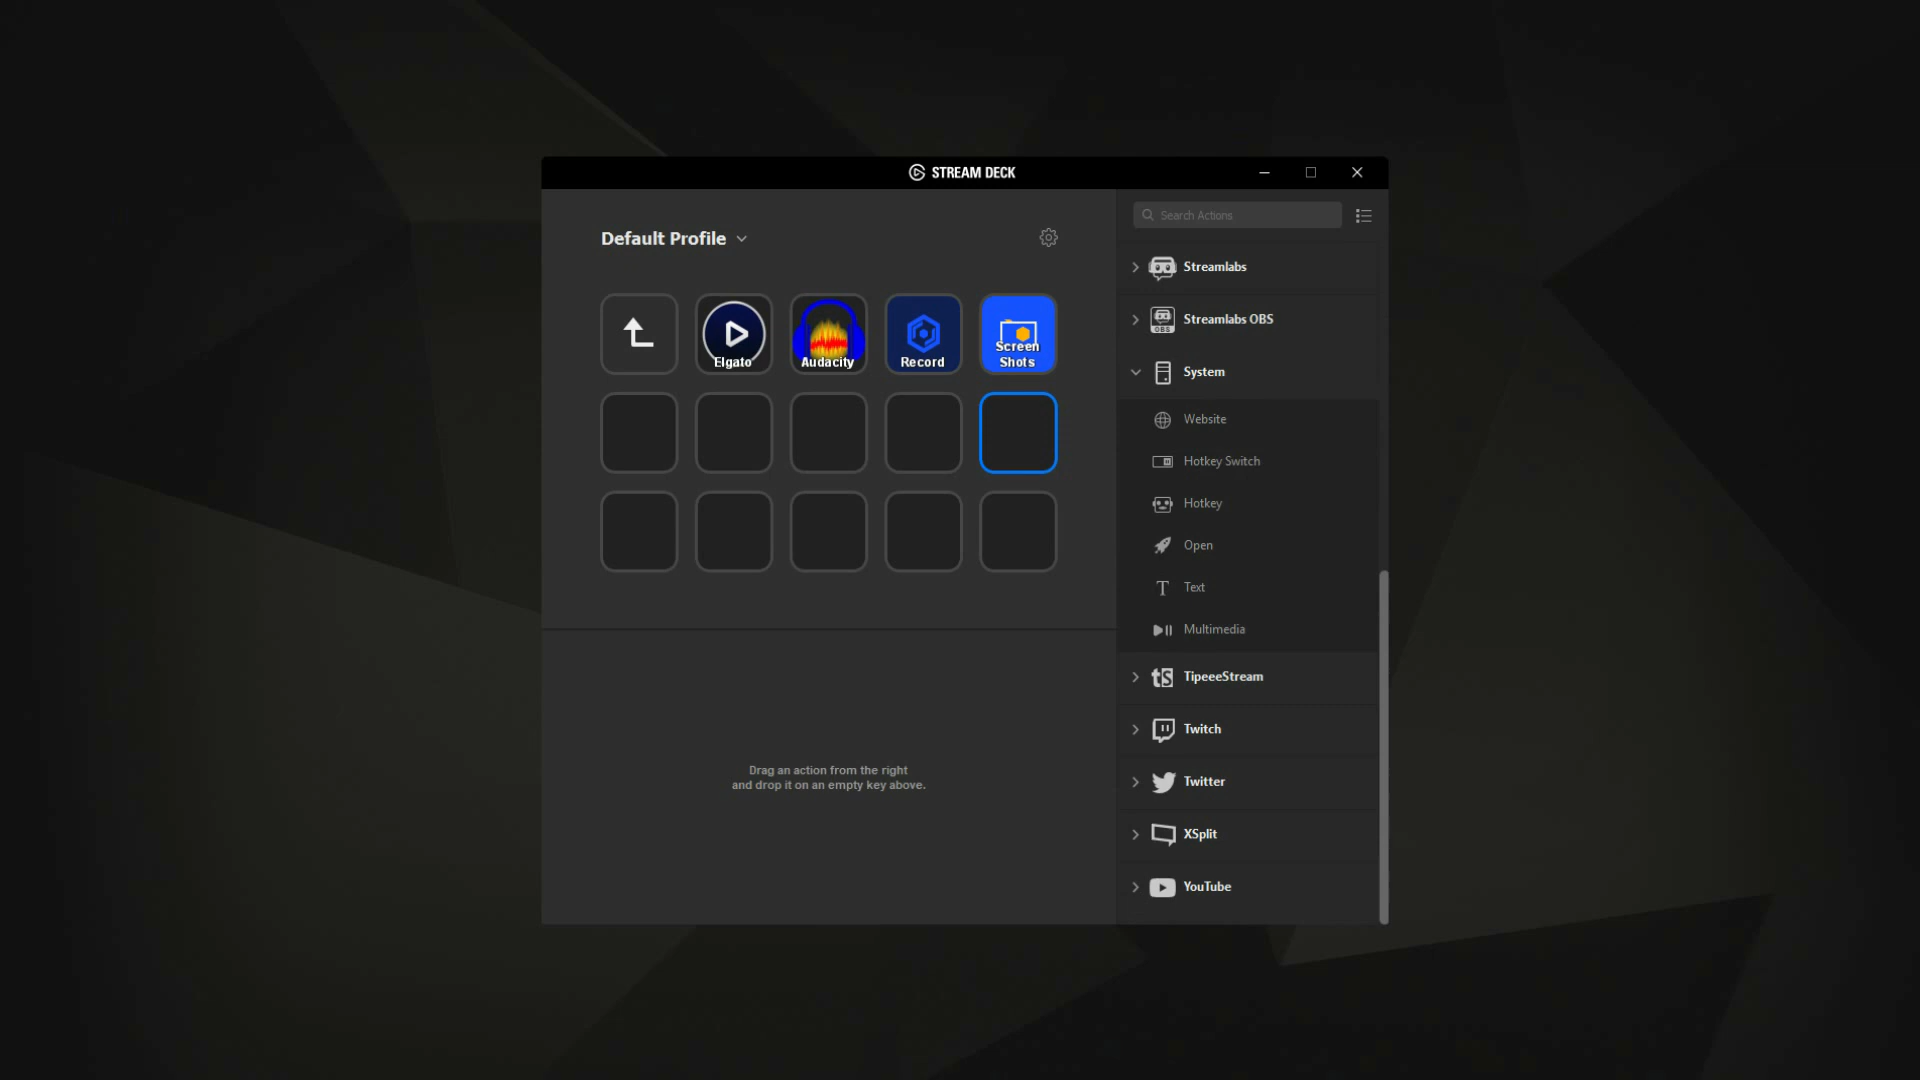 STREAM DECK
Search Actions
Default Profile
Elgato
Audacity
Record
Screen
Shots
Streamlabs
OBS
Streamlabs OBS
System
Website
Hotkey Switch
Hotkey
Open
Text
Multimedia
TipeeeStream
Twitch
Twitter
XSplit
YouTube
Drag an action from the right
and drop it on an empty key above.